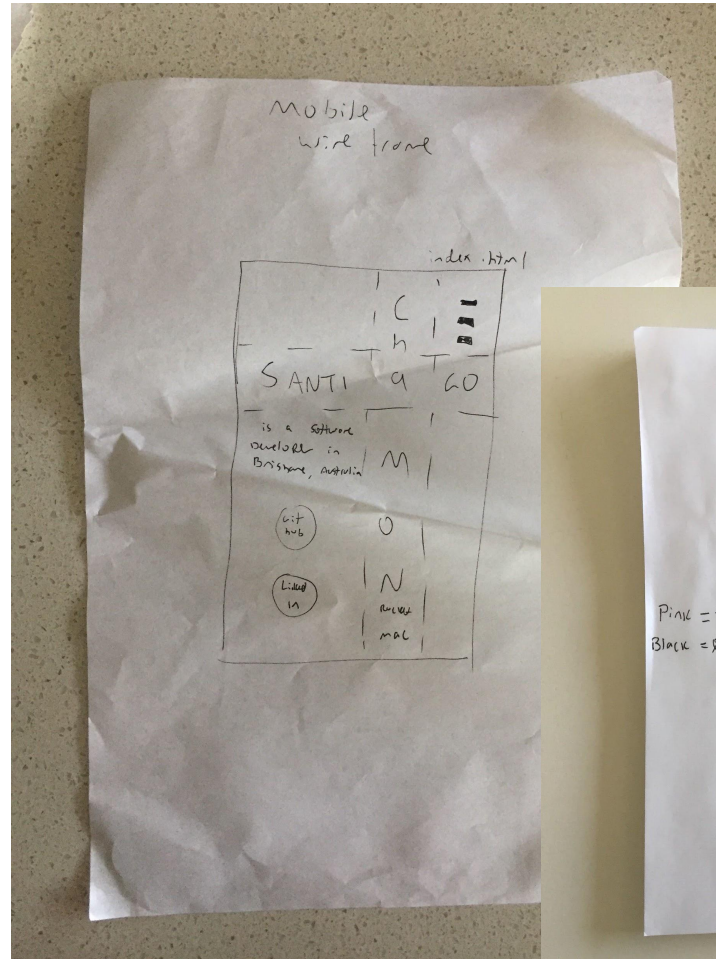 Mobile
wire frame
index.html
C
h
SANTI a GO
is a software
Developer in
Brisbane, Australia
M
Git
hub
O
Linked
in
N
mac
Pink =
Black =